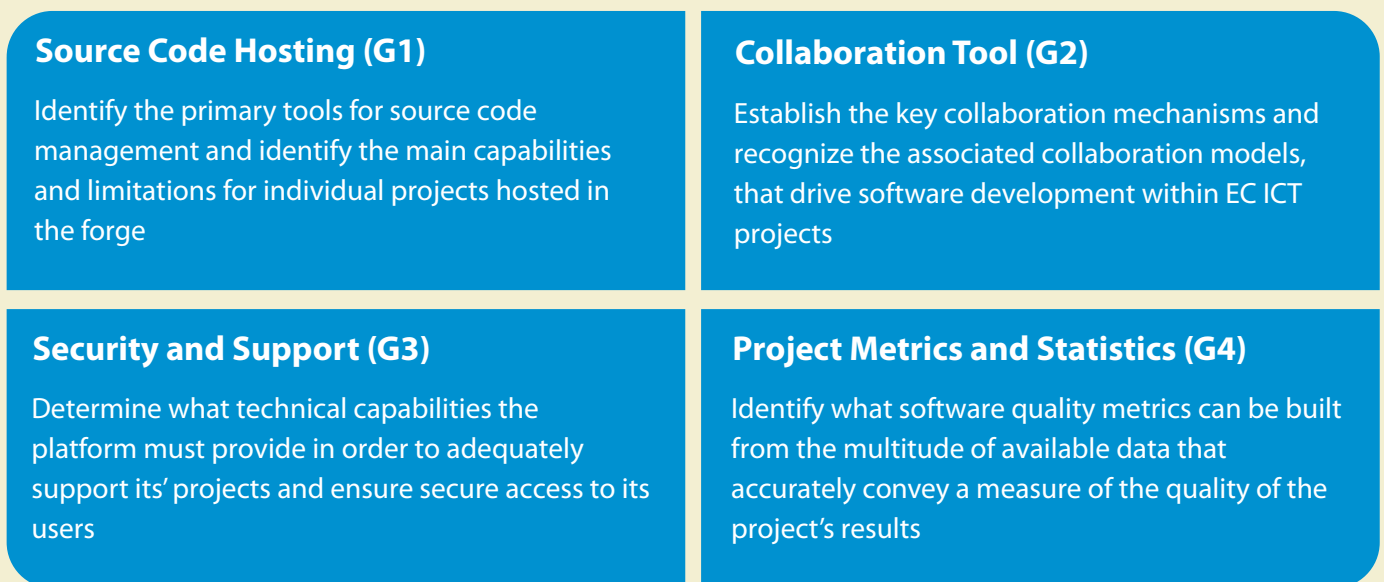 Source Code Hosting (G1)
Identify the primary tools for source code
management and identify the main capabilities
and limitations for individual projects hosted in
the forge
Collaboration Tool (G2)
Establish the key collaboration mechanisms and
recognize the associated collaboration models,
that drive software development within EC ICT
projects
Security and Support (G3)
Determine what technical capabilities the
platform must provide in order to adequately
support its’ projects and ensure secure access to its
users
Project Metrics and Statistics (G4)
Identify what software quality metrics can be built
from the multitude of available data that
accurately convey a measure of the quality of the
project’s results